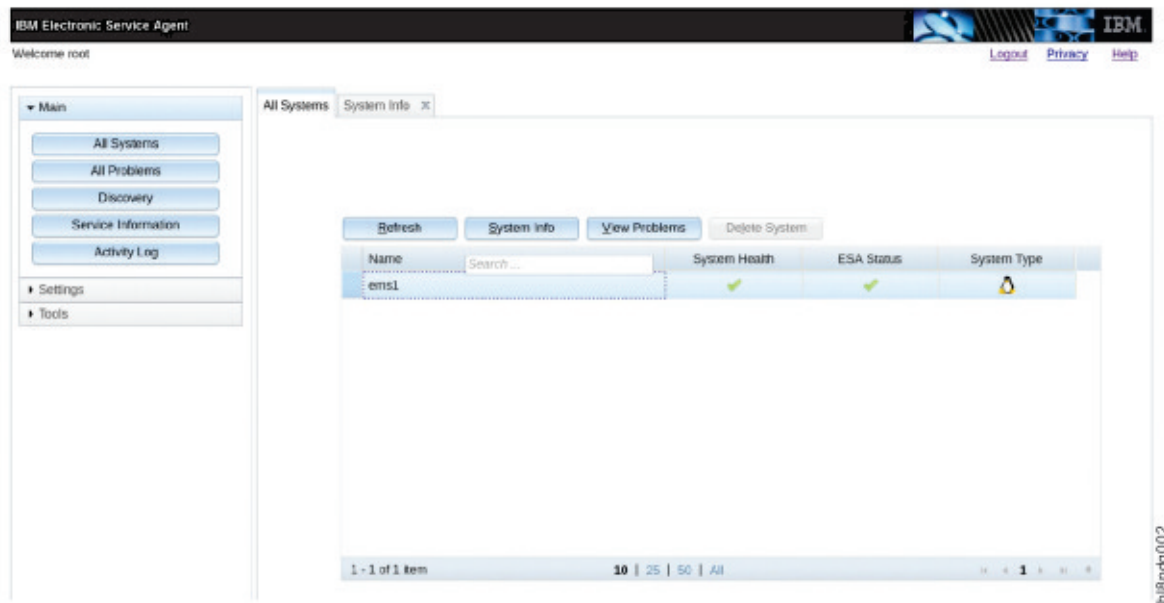 IBM Electronic Service Agent
IBM
Welcome root
Logout Privacy Help
Main
All Systems
All Problems
Discovery
Service Information
Activity Log
Settings
Tools
All Systems System Info x
Refresh System Info View Problems Delete System
Name Search ... System Health ESA Status System Type
ems1
1 - 1 of 1 item 10 | 25 | 50 | All 1